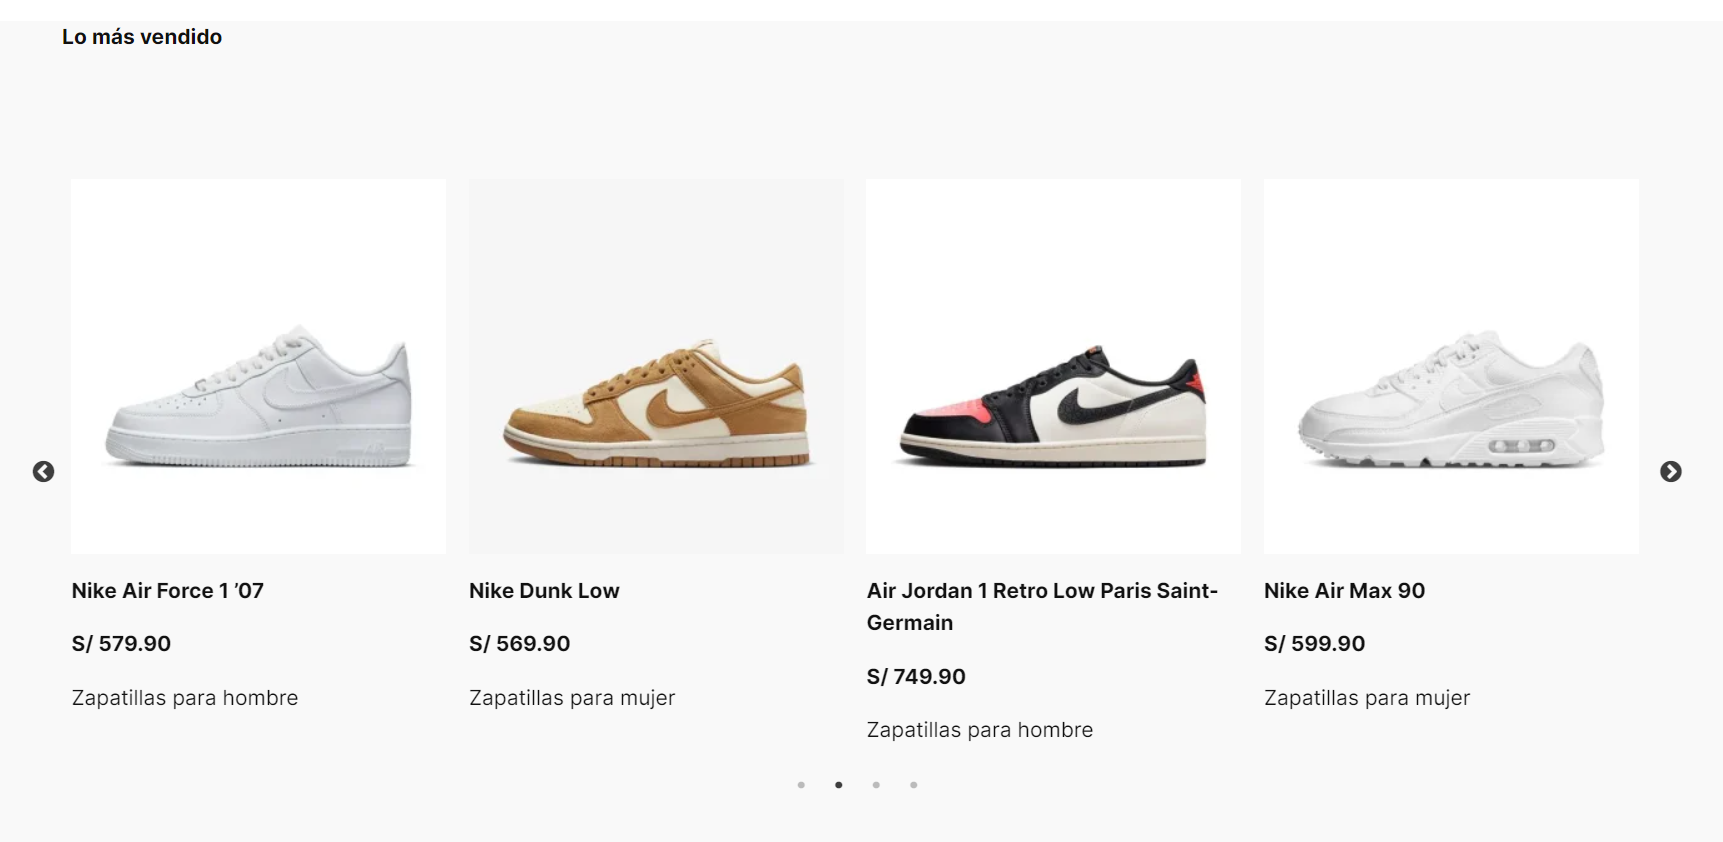 Lo más vendido
Nike Air Force 1 ’07
S/ 579.90
Zapatillas para hombre
Nike Dunk Low
S/ 569.90
Zapatillas para mujer
Air Jordan 1 Retro Low Paris Saint-
Germain
S/ 749.90
Zapatillas para hombre
Nike Air Max 90
S/ 599.90
Zapatillas para mujer